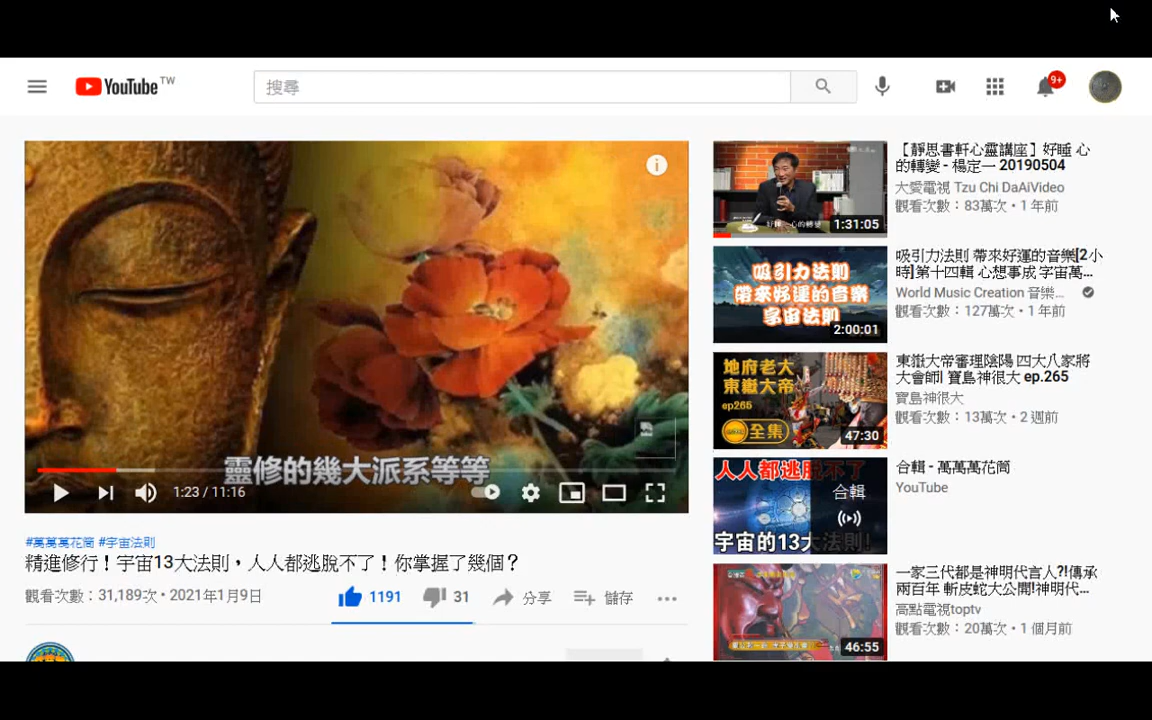 YouTube TW
搜尋
9+
靈修的幾大派系等等
1:23 / 11:16
#萬萬萬花筒 #宇宙法則
精進修行！宇宙13大法則，人人都逃脫不了！你掌握了幾個？
觀看次數：31,189次・2021年1月9日
1191
31
分享
儲存
好睡 心的轉變
1:31:05
【靜思書軒心靈講座】好睡 心
的轉變 - 楊定一 20190504
大愛電視 Tzu Chi DaAiVideo
觀看次數：83萬次・1 年前
吸引力法則
帶來好運的音樂
宇宙法則
2:00:01
吸引力法則 帶來好運的音樂[2小
時]第十四輯 心想事成 宇宙萬...
World Music Creation 音樂...
觀看次數：127萬次・1 年前
地府老大
東嶽大帝
ep265
全集
47:30
東嶽大帝審理陰陽 四大八家將
大會師| 寶島神很大 ep.265
寶島神很大
觀看次數：13萬次・2 週前
人人都逃脫不了
合輯
宇宙的13大法則!
合輯 - 萬萬萬花筒
YouTube
46:55
一家三代都是神明代言人?!傳承
兩百年 斬皮蛇大公開!神明代...
高點電視toptv
觀看次數：20萬次・1 個月前